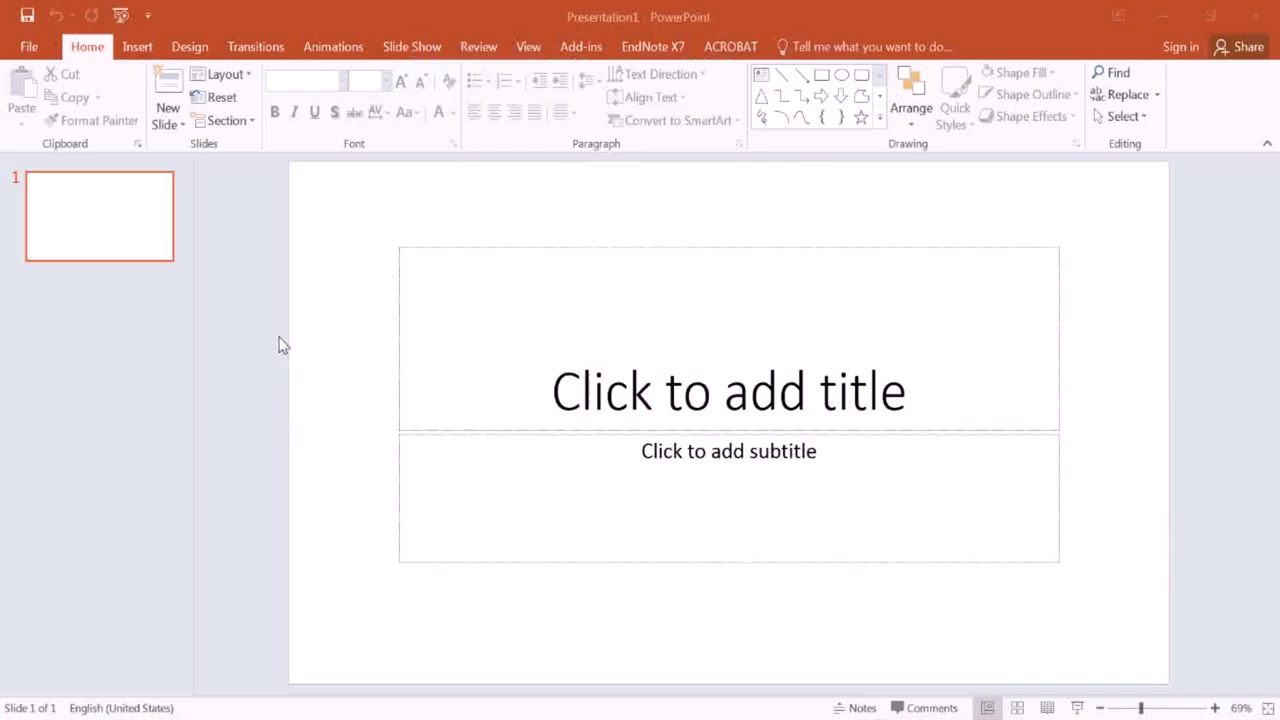 Presentation1 - PowerPoint
File Home Insert Design Transitions Animations Slide Show Review View Add-ins EndNote X7 ACROBAT Tell me what you want to do... Sign in Share
Paste
Cut
Copy
Format Painter
Clipboard
New
Slide
Layout
Reset
Section
Slides
B I U S abc AV Aa A
Font
Text Direction
Align Text
Convert to SmartArt
Paragraph
Arrange
Quick
Styles
Shape Fill
Shape Outline
Shape Effects
Drawing
Find
Replace
Select
Editing
1
Click to add title
Click to add subtitle
Slide 1 of 1 English (United States) Notes Comments 69%